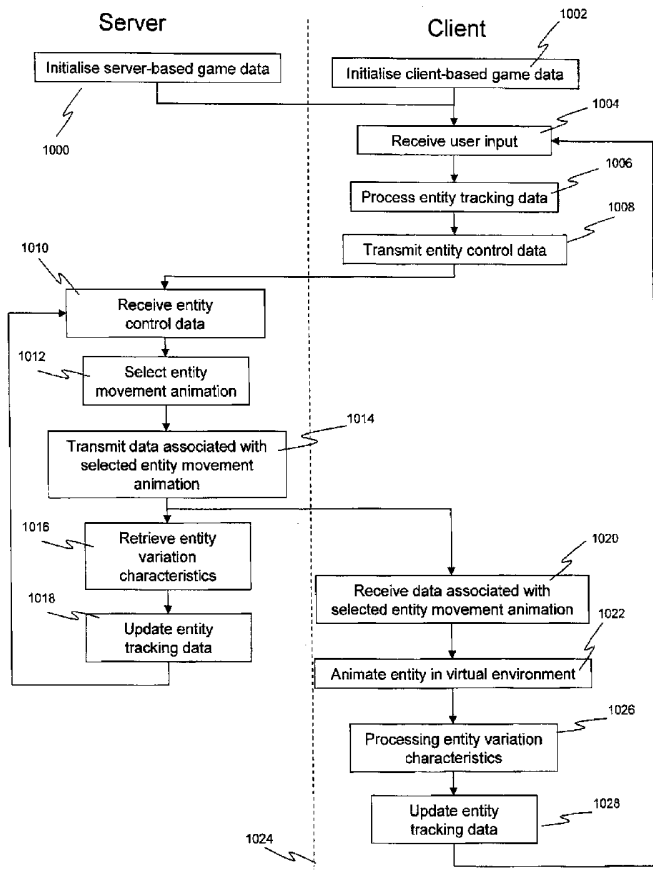 Server
Client
1002
Initialise server-based game data
Initialise client-based game data
1000
1004
Receive user input
1006
Process entity tracking data
1008
Transmit entity control data
1010
Receive entity
control data
1012
Select entity
movement animation
1014
Transmit data associated with
selected entity movement
animation
1016
Retrieve entity
variation
characteristics
1018
Update entity
tracking data
1020
Receive data associated with
selected entity movement animation
1022
Animate entity in virtual environment
1026
Processing entity variation
characteristics
1028
Update entity
tracking data
1024